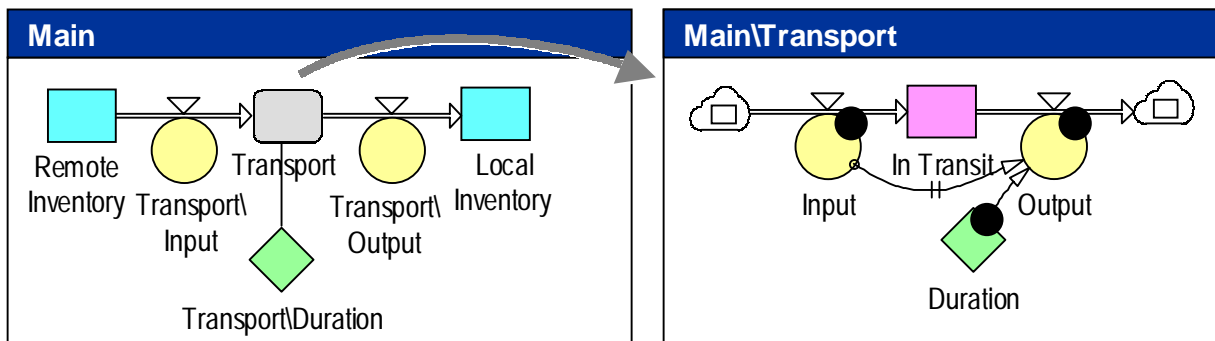 Main
Remote
Inventory
Transport\
Input
Transport
Transport\
Output
Local
Inventory
Transport\Duration
Main\Transport
Input
In Transit
Output
Duration